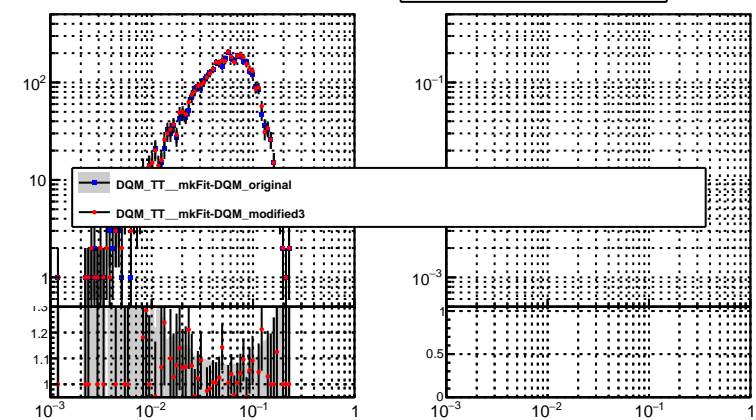 10² 10⁻¹
10
DQM_TT__mkFit-DQM_original
DQM_TT__mkFit-DQM_modified3
1 10⁻³
1.3 1
1.2
1.1 0.5
1 0
10⁻³ 10⁻² 10⁻¹ 1 10⁻³ 10⁻² 10⁻¹ 1